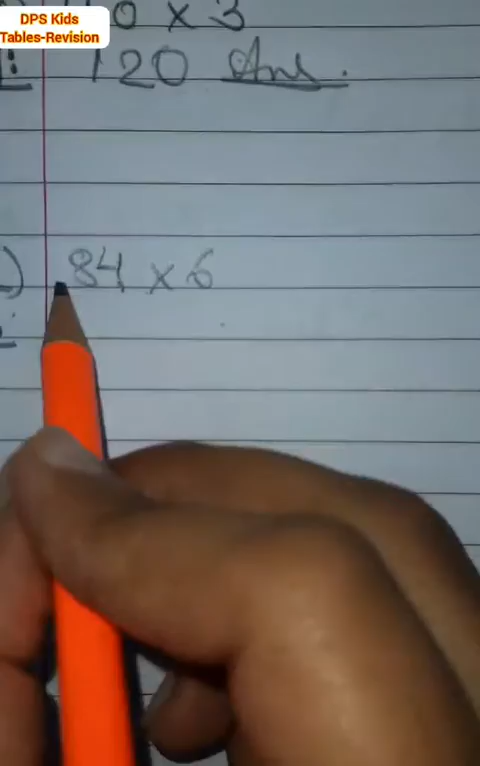 DPS Kids
Tables-Revision
0 x 3
120 Ans.
) 84 x 6